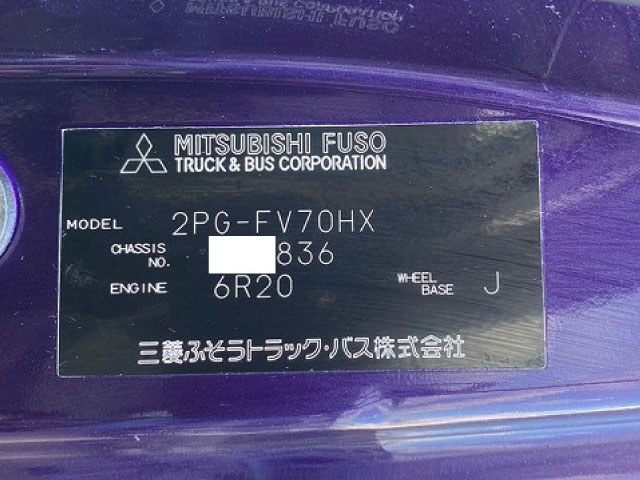 MITSUBISHI FUSO
TRUCK & BUS CORPORATION
MODEL 2PG-FV70HX
CHASSIS NO. 836
ENGINE 6R20 WHEEL BASE J
三菱ふそうトラック・バス株式会社